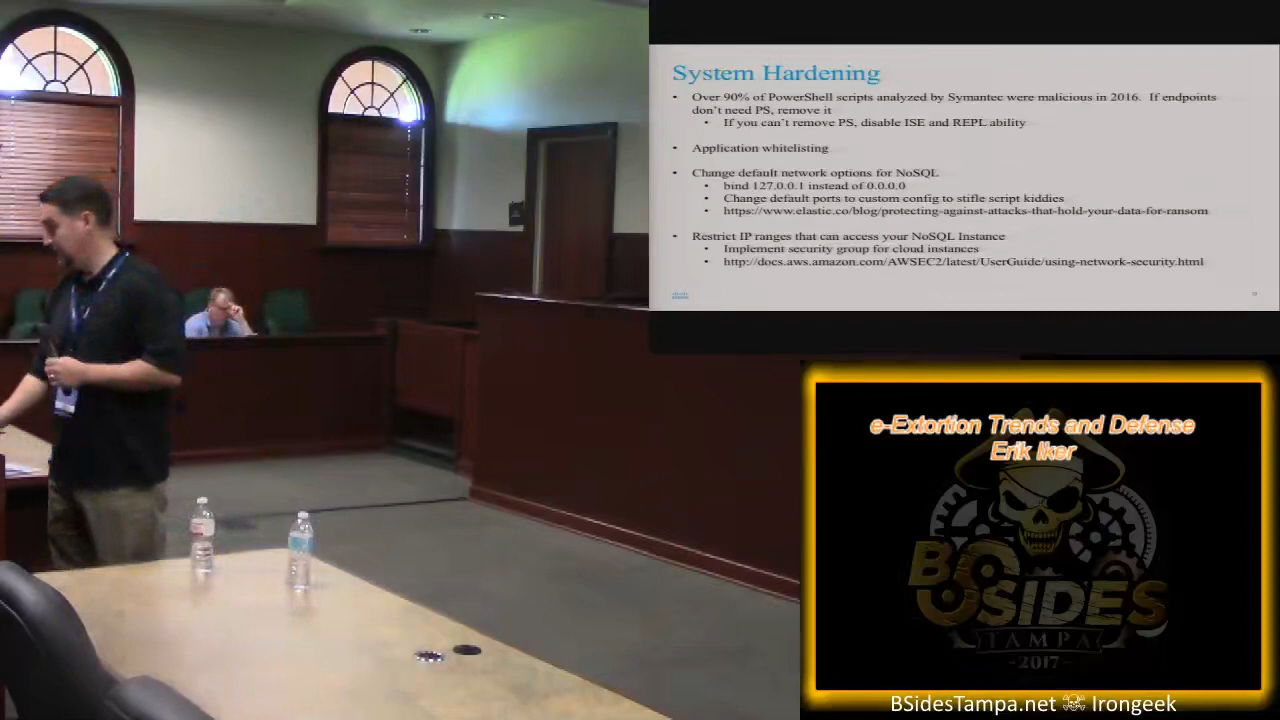 System Hardening
• Over 90% of PowerShell scripts analyzed by Symantec were malicious in 2016. If endpoints
don't need PS, remove it
• If you can't remove PS, disable ISE and REPL ability
• Application whitelisting
• Change default network options for NoSQL
• bind 127.0.0.1 instead of 0.0.0.0
• Change default ports to custom config to stifle script kiddies
• https://www.elastic.co/blog/protecting-against-attacks-that-hold-your-data-for-ransom
• Restrict IP ranges that can access your NoSQL Instance
• Implement security group for cloud instances
• http://docs.aws.amazon.com/AWSEC2/latest/UserGuide/using-network-security.html
e-Extortion Trends and Defense
Erik Iker
BSIDES
TAMPA
-2017-
BSidesTampa.net ☠ Irongeek